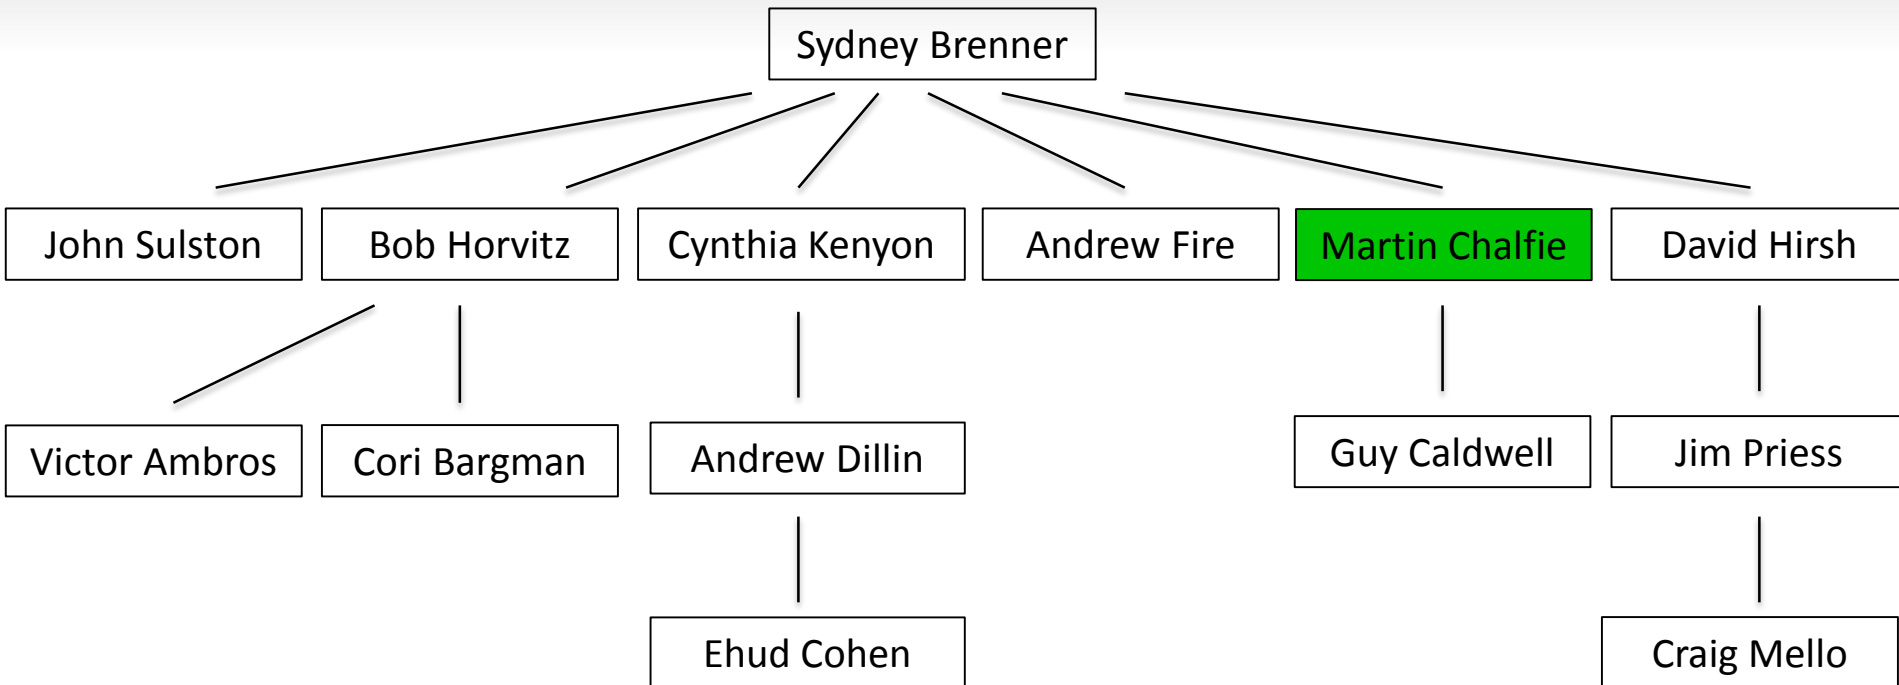 Sydney Brenner
John Sulston
Bob Horvitz
Cynthia Kenyon
Andrew Fire
Martin Chalfie
David Hirsh
Victor Ambros
Cori Bargman
Andrew Dillin
Guy Caldwell
Jim Priess
Ehud Cohen
Craig Mello